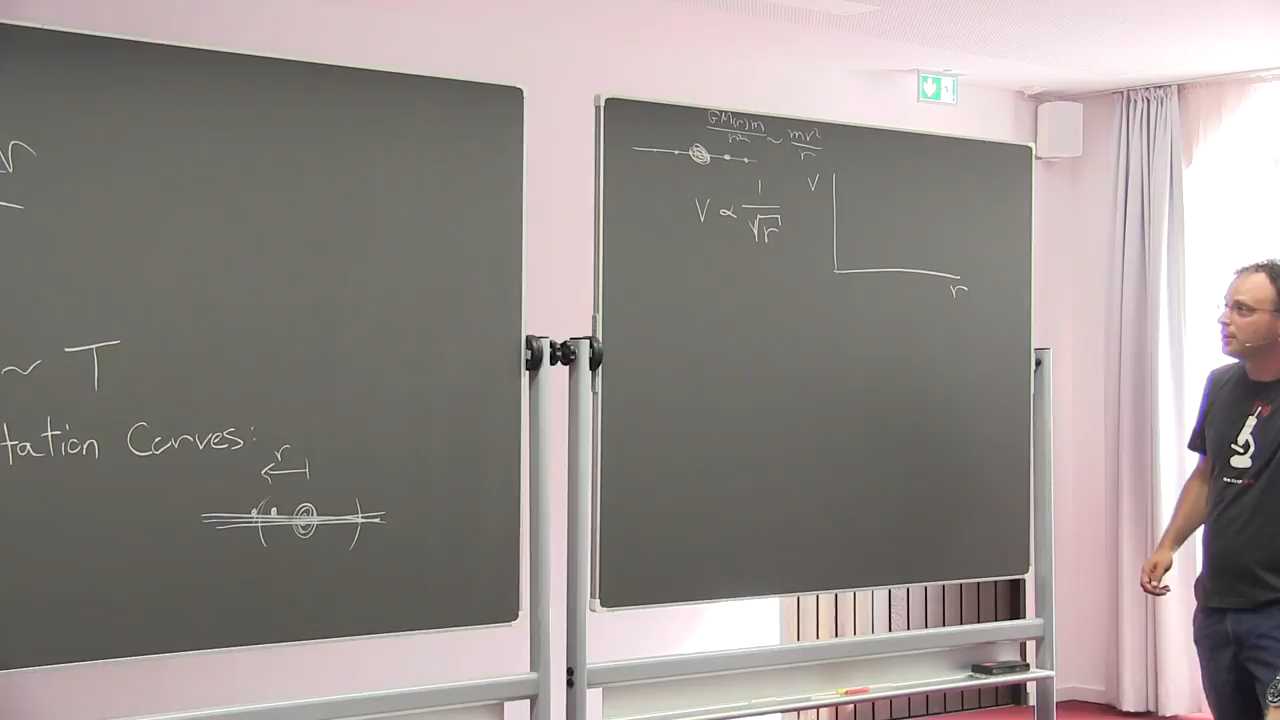 r
~ T
tation Curves:
r
GM(r)m/r² ~ mv²/r
V ∝ 1/√r
V
r